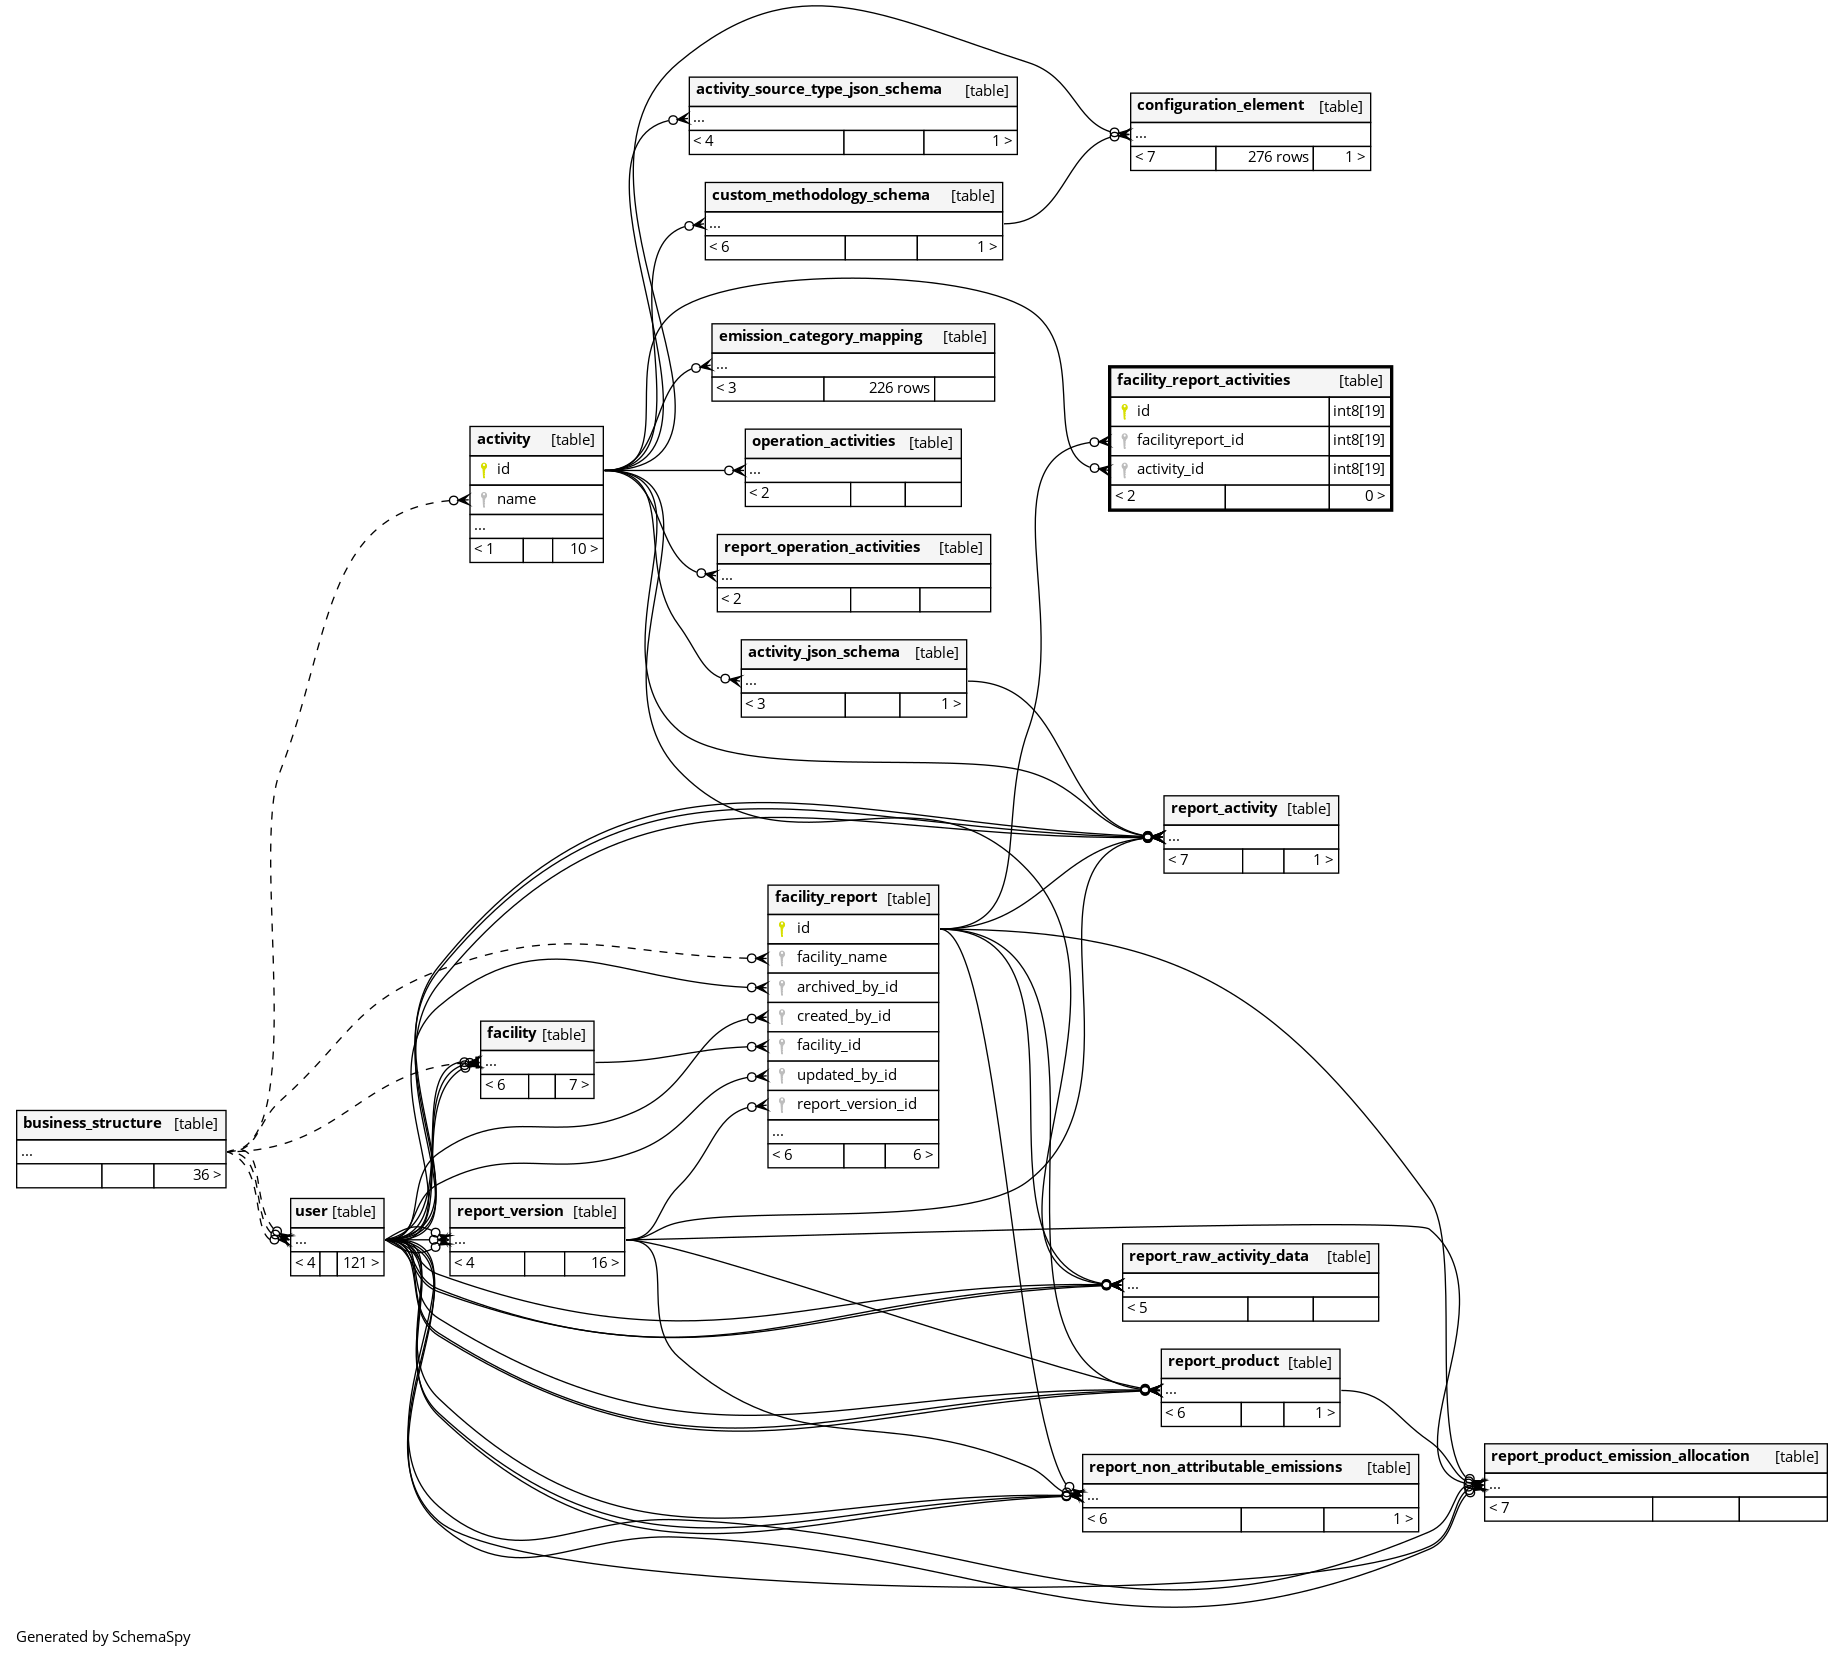 activity_source_type_json_schema [table]
...
< 4 1 >
configuration_element [table]
...
< 7 276 rows 1 >
custom_methodology_schema [table]
...
< 6 1 >
emission_category_mapping [table]
...
< 3 226 rows
facility_report_activities [table]
id int8[19]
facilityreport_id int8[19]
activity_id int8[19]
< 2 0 >
activity [table]
id
name
...
< 1 10 >
operation_activities [table]
...
< 2
report_operation_activities [table]
...
< 2
activity_json_schema [table]
...
< 3 1 >
report_activity [table]
...
< 7 1 >
facility_report [table]
id
facility_name
archived_by_id
created_by_id
facility_id
updated_by_id
report_version_id
...
< 6 6 >
facility [table]
...
< 6 7 >
business_structure [table]
...
36 >
user [table]
...
< 4 121 >
report_version [table]
...
< 4 16 >
report_raw_activity_data [table]
...
< 5
report_product [table]
...
< 6 1 >
report_non_attributable_emissions [table]
...
< 6 1 >
report_product_emission_allocation [table]
...
< 7
Generated by SchemaSpy